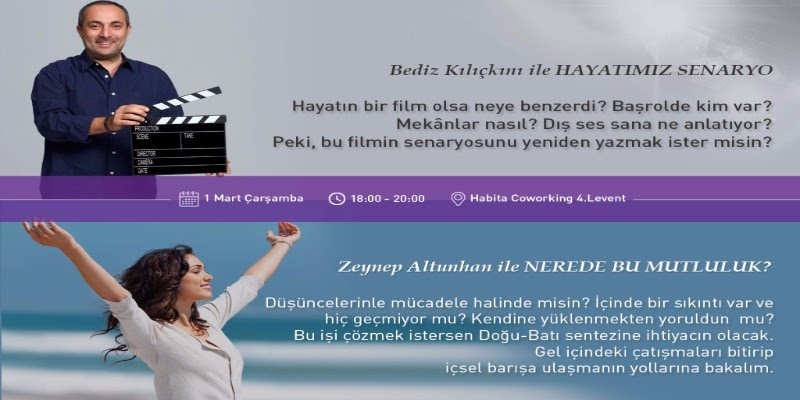 PRODUCTION
SCENE TAKE
DIRECTOR
CAMERA
DATE
Bediz Kılıçkını ile HAYATIMIZ SENARYO
Hayatın bir film olsa neye benzerdi? Başrolde kim var?
Mekânlar nasıl? Dış ses sana ne anlatıyor?
Peki, bu filmin senaryosunu yeniden yazmak ister misin?
1 Mart Çarşamba 18:00 - 20:00 Habita Coworking 4.Levent
Zeynep Altunhan ile NEREDE BU MUTLULUK?
Düşüncelerinle mücadele halinde misin? İçinde bir sıkıntı var ve
hiç geçmiyor mu? Kendine yüklenmekten yoruldun mu?
Bu işi çözmek istersen Doğu-Batı sentezine ihtiyacın olacak.
Gel içindeki çatışmaları bitirip
içsel barışa ulaşmanın yollarına bakalım.